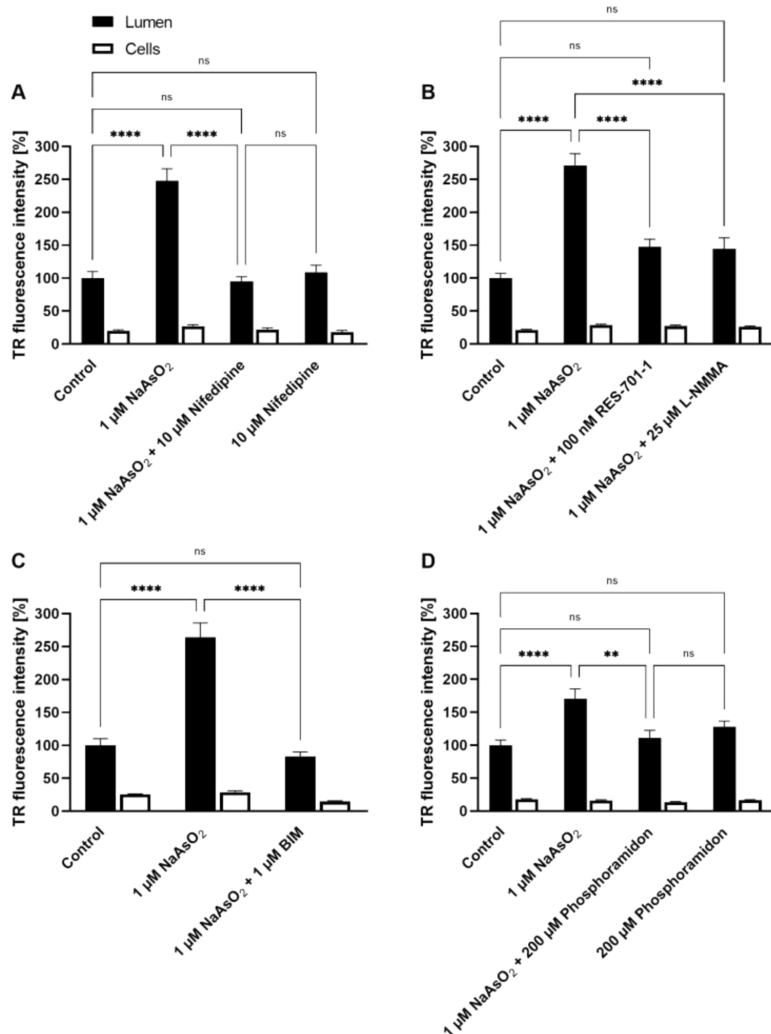 Lumen
Cells
A
ns
ns
**** **** ns
TR fluorescence intensity [%]
300
250
200
150
100
50
0
Control
1 µM NaAsO₂
1 µM NaAsO₂ + 10 µM Nifedipine
10 µM Nifedipine
B
ns
ns
****
**** ****
TR fluorescence intensity [%]
300
250
200
150
100
50
0
Control
1 µM NaAsO₂
1 µM NaAsO₂ + 100 nM RES-701-1
1 µM NaAsO₂ + 25 µM L-NMMA
C
ns
**** ****
TR fluorescence intensity [%]
300
250
200
150
100
50
0
Control
1 µM NaAsO₂
1 µM NaAsO₂ + 1 µM BIM
D
ns
ns
**** ** ns
TR fluorescence intensity [%]
300
250
200
150
100
50
0
Control
1 µM NaAsO₂
1 µM NaAsO₂ + 200 µM Phosphoramidon
200 µM Phosphoramidon